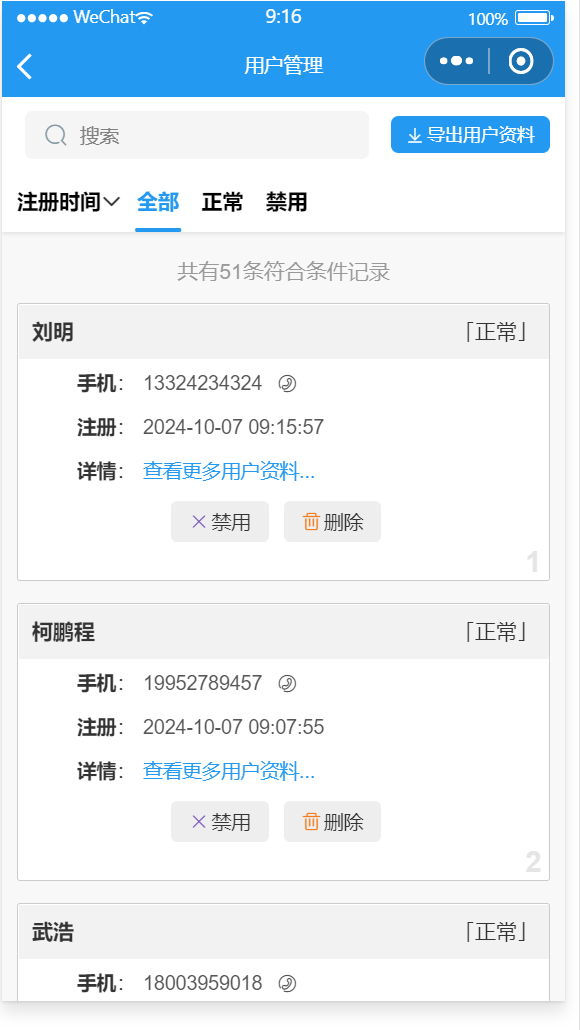 ●●●●● WeChat 9:16 100%
用户管理
搜索 导出用户资料
注册时间 全部 正常 禁用
共有51条符合条件记录
刘明 「正常」
手机： 13324234324
注册： 2024-10-07 09:15:57
详情： 查看更多用户资料...
禁用 删除
1
柯鹏程 「正常」
手机： 19952789457
注册： 2024-10-07 09:07:55
详情： 查看更多用户资料...
禁用 删除
2
武浩 「正常」
手机： 18003959018